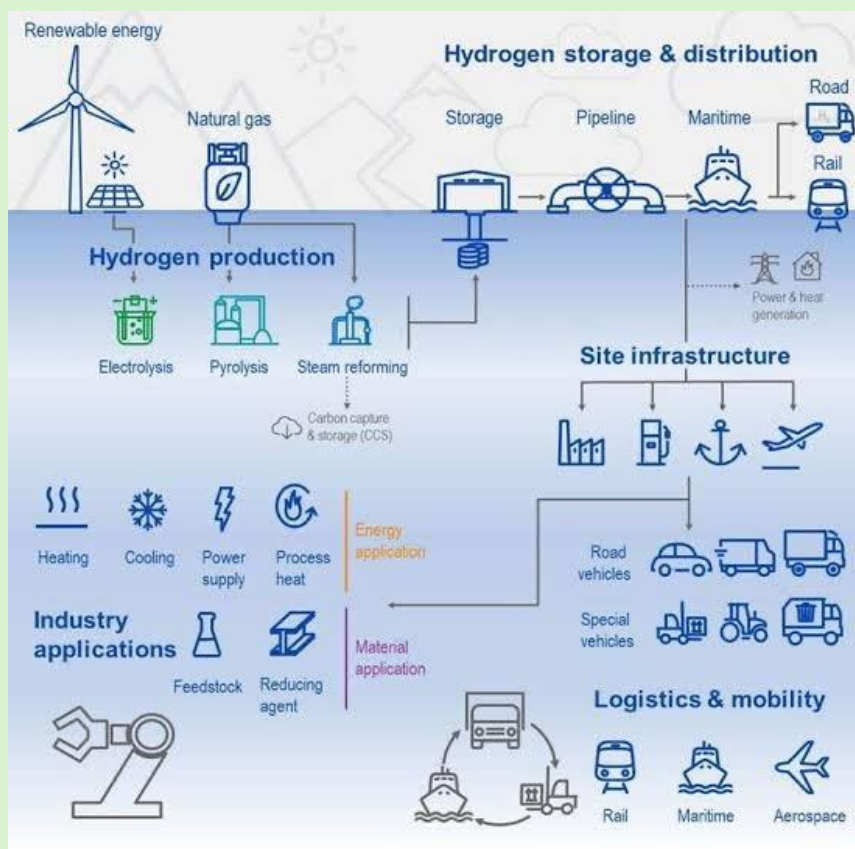 Renewable energy
Hydrogen storage & distribution
Natural gas
Storage
Pipeline
Maritime
Road
H₂
Rail
Hydrogen production
Electrolysis
Pyrolysis
Steam reforming
Carbon capture
& storage (CCS)
Power & heat
generation
Site infrastructure
Heating
Cooling
Power
supply
Process
heat
Energy
application
Road
vehicles
Special
vehicles
Industry
applications
Feedstock
Reducing
agent
Material
application
Logistics & mobility
Rail
Maritime
Aerospace